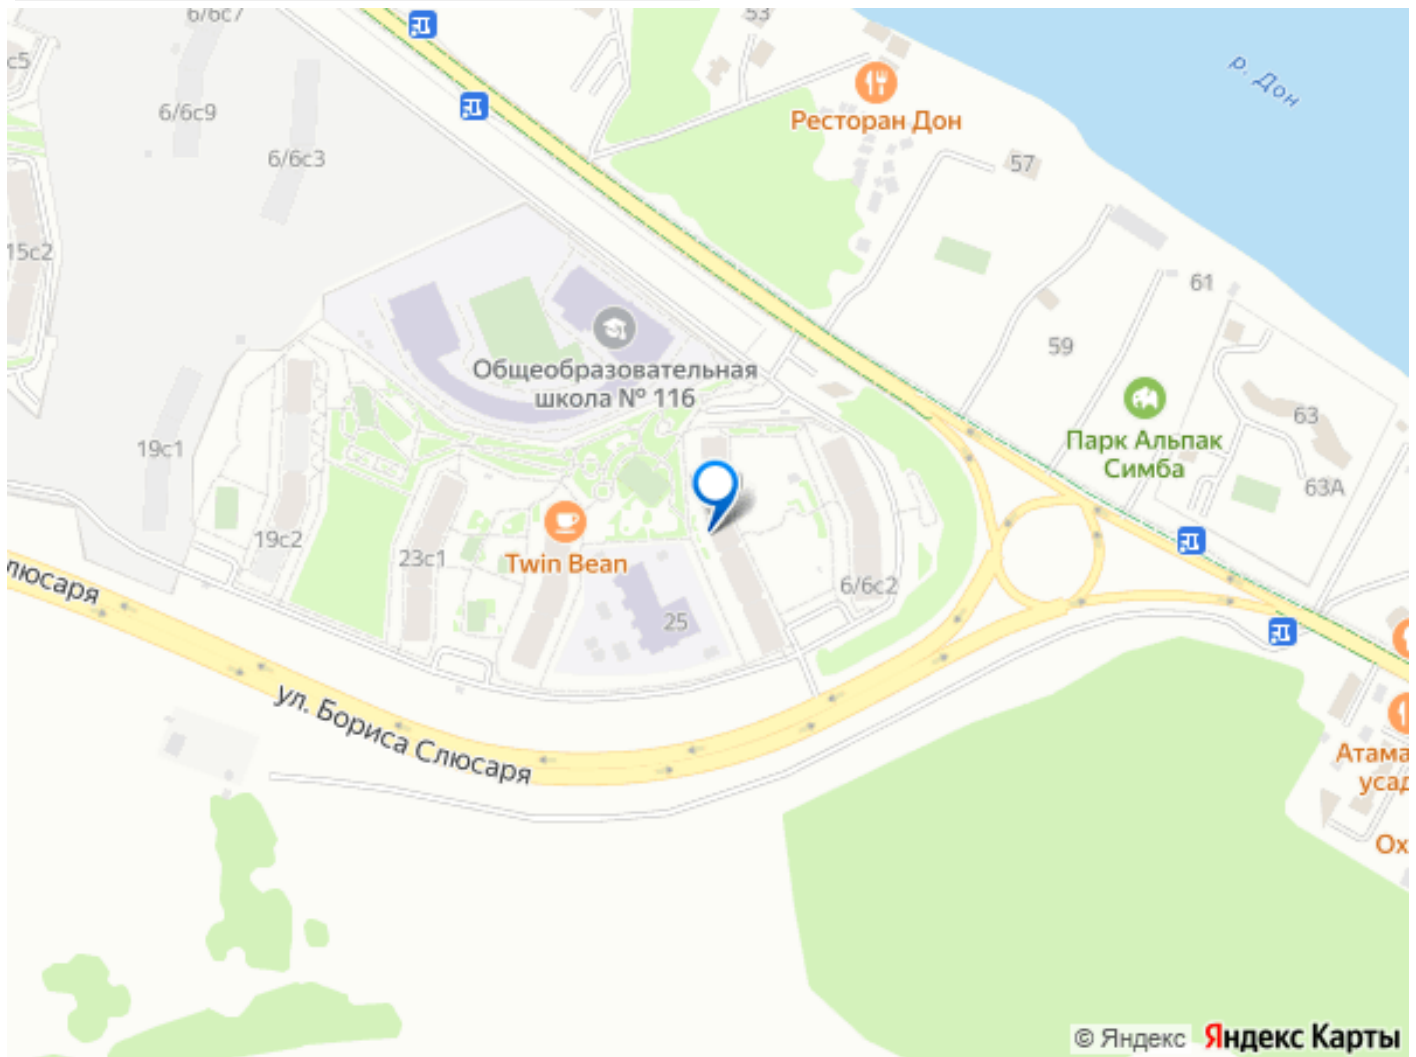 6/6с7
53
с5
р. Дон
6/6с9
Ресторан Дон
6/6с3
57
15с2
61
59
Общеобразовательная
школа № 116
63
Парк Альпак
Симба
19с1
63А
19с2
23с1
Twin Bean
6/6с2
25
люсаря
ул. Бориса Слюсаря
Атама
усад
Ох
© Яндекс Яндекс Карты